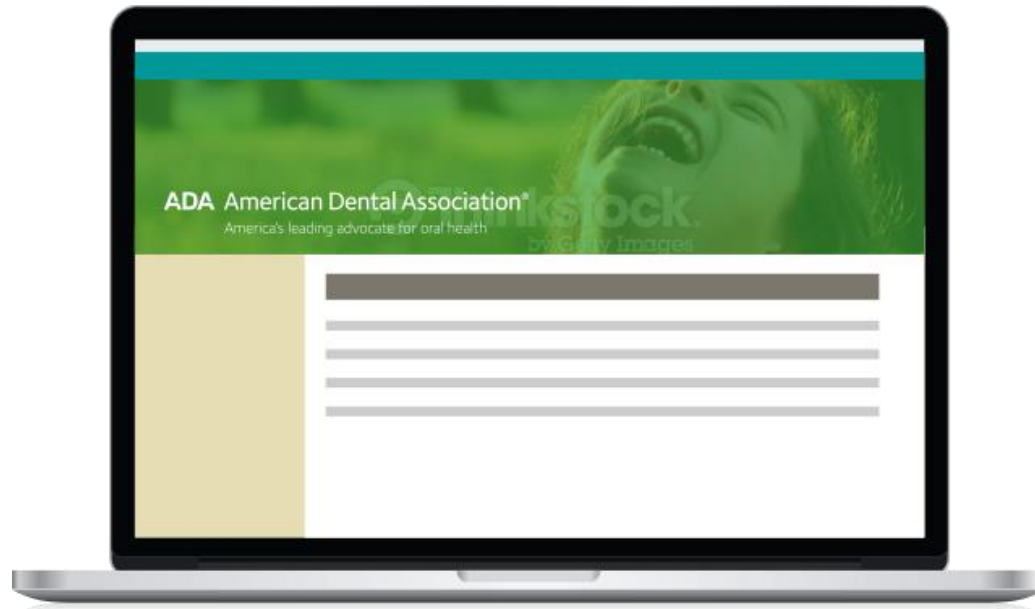 ADA American Dental Association®
America's leading advocate for oral health
Thinkstock
by Getty Images